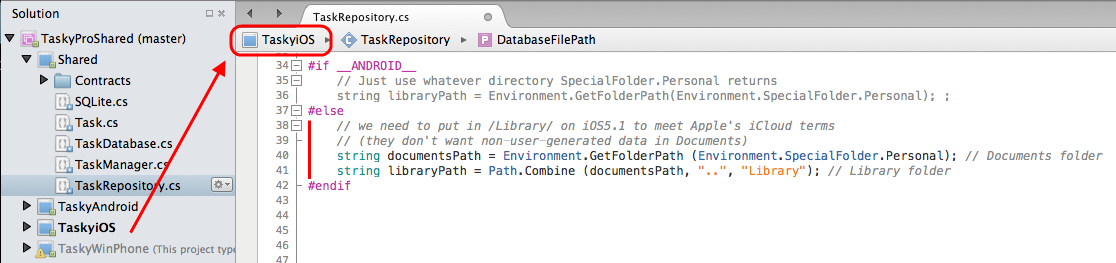 Solution
TaskRepository.cs
TaskyProShared (master)
TaskyiOS
TaskRepository
DatabaseFilePath
Shared
Contracts
SQLite.cs
Task.cs
TaskDatabase.cs
TaskManager.cs
TaskRepository.cs
TaskyAndroid
TaskyiOS
TaskyWinPhone (This project type
34 #if __ANDROID__
35 // Just use whatever directory SpecialFolder.Personal returns
36 string libraryPath = Environment.GetFolderPath(Environment.SpecialFolder.Personal); ;
37 #else
38 // we need to put in /Library/ on iOS5.1 to meet Apple's iCloud terms
39 // (they don't want non-user-generated data in Documents)
40 string documentsPath = Environment.GetFolderPath (Environment.SpecialFolder.Personal); // Documents folder
41 string libraryPath = Path.Combine (documentsPath, "..", "Library"); // Library folder
42 #endif
43
44
45
46
47